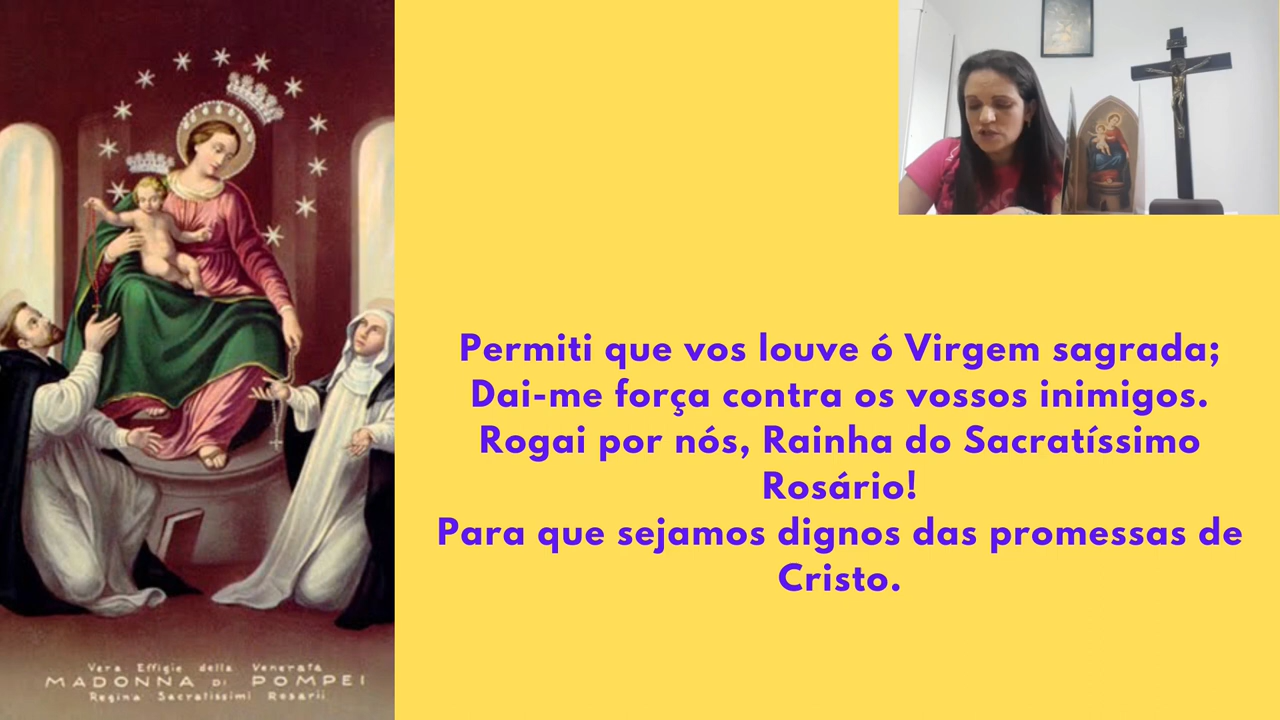 Permiti que vos louve ó Virgem sagrada;
Dai-me força contra os vossos inimigos.
Rogai por nós, Rainha do Sacratíssimo
Rosário!
Para que sejamos dignos das promessas de
Cristo.
Vera Effigie della Venerata
MADONNA DI POMPEI
Regina Sacratissimi Rosarii